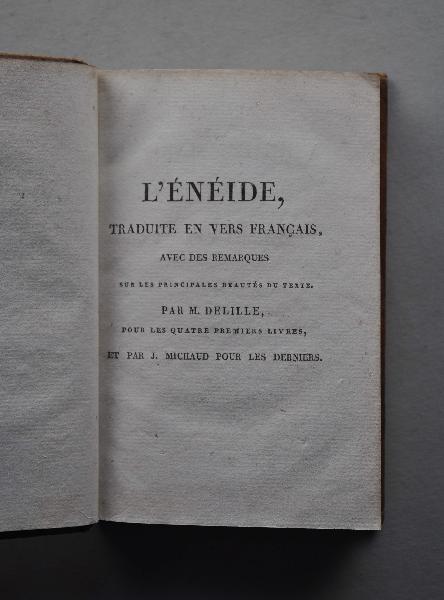 L'ÉNÉIDE,
TRADUITE EN VERS FRANÇAIS,
AVEC DES REMARQUES
SUR LES PRINCIPALES BEAUTÉS DU TEXTE.
PAR M. DELILLE,
POUR LES QUATRE PREMIERS LIVRES,
ET PAR J. MICHAUD POUR LES DERNIERS.